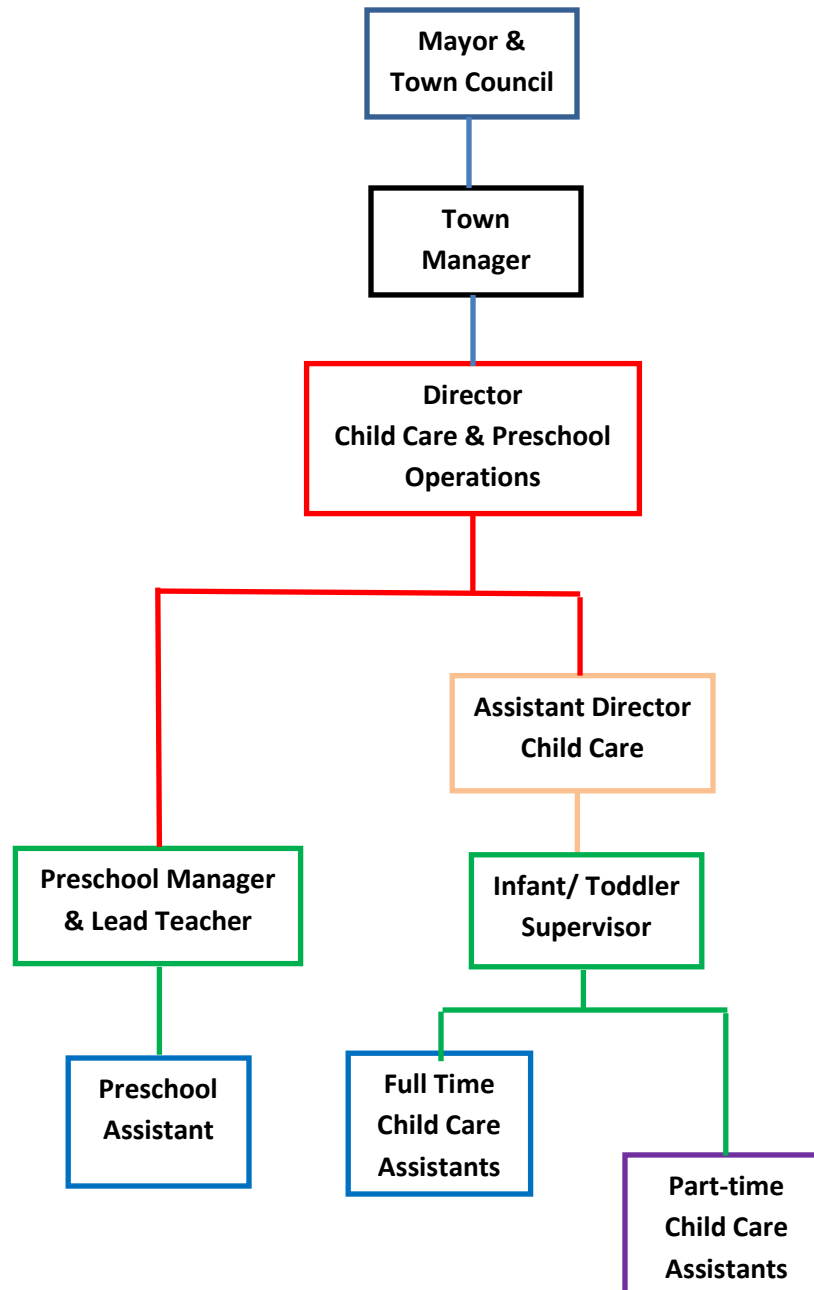 Mayor &
Town Council
Town
Manager
Director
Child Care & Preschool
Operations
Assistant Director
Child Care
Preschool Manager
& Lead Teacher
Infant/ Toddler
Supervisor
Preschool
Assistant
Full Time
Child Care
Assistants
Part-time
Child Care
Assistants